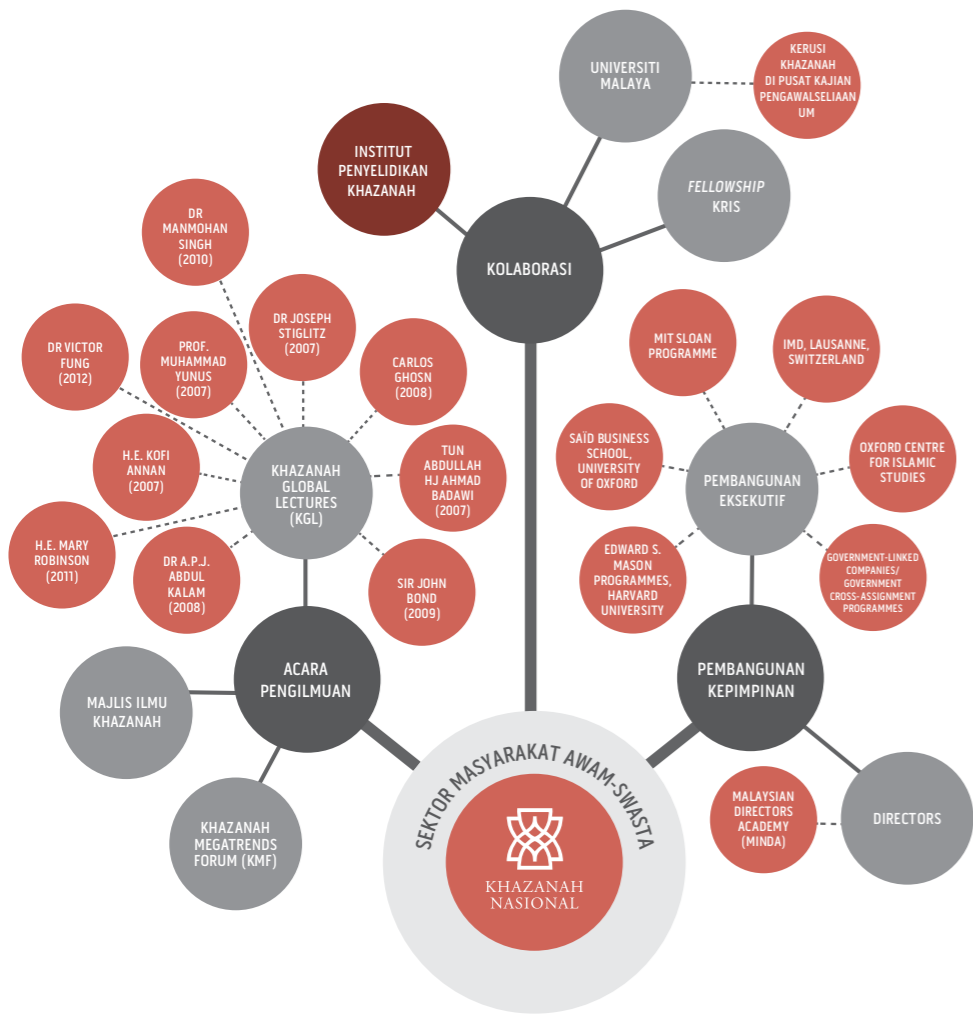 UNIVERSITI
MALAYA
KERUSI
KHAZANAH
DI PUSAT KAJIAN
PENGAWALSELIAAN
UM
INSTITUT
PENYELIDIKAN
KHAZANAH
FELLOWSHIP
KRIS
KOLABORASI
DR
MANMOHAN
SINGH
(2010)
DR JOSEPH
STIGLITZ
(2007)
DR VICTOR
FUNG
(2012)
PROF.
MUHAMMAD
YUNUS
(2007)
CARLOS
GHOSN
(2008)
H.E. KOFI
ANNAN
(2007)
KHAZANAH
GLOBAL
LECTURES
(KGL)
TUN
ABDULLAH
HJ AHMAD
BADAWI
(2007)
H.E. MARY
ROBINSON
(2011)
DR A.P.J.
ABDUL
KALAM
(2008)
SIR JOHN
BOND
(2009)
MIT SLOAN
PROGRAMME
IMD, LAUSANNE,
SWITZERLAND
SAÏD BUSINESS
SCHOOL,
UNIVERSITY
OF OXFORD
PEMBANGUNAN
EKSEKUTIF
OXFORD CENTRE
FOR ISLAMIC
STUDIES
EDWARD S.
MASON
PROGRAMMES,
HARVARD
UNIVERSITY
GOVERNMENT-LINKED
COMPANIES/
GOVERNMENT
CROSS-ASSIGNMENT
PROGRAMMES
ACARA
PENGILMUAN
PEMBANGUNAN
KEPIMPINAN
MAJLIS ILMU
KHAZANAH
KHAZANAH
MEGATRENDS
FORUM (KMF)
SEKTOR MASYARAKAT AWAM-SWASTA
KHAZANAH
NASIONAL
MALAYSIAN
DIRECTORS
ACADEMY
(MINDA)
DIRECTORS